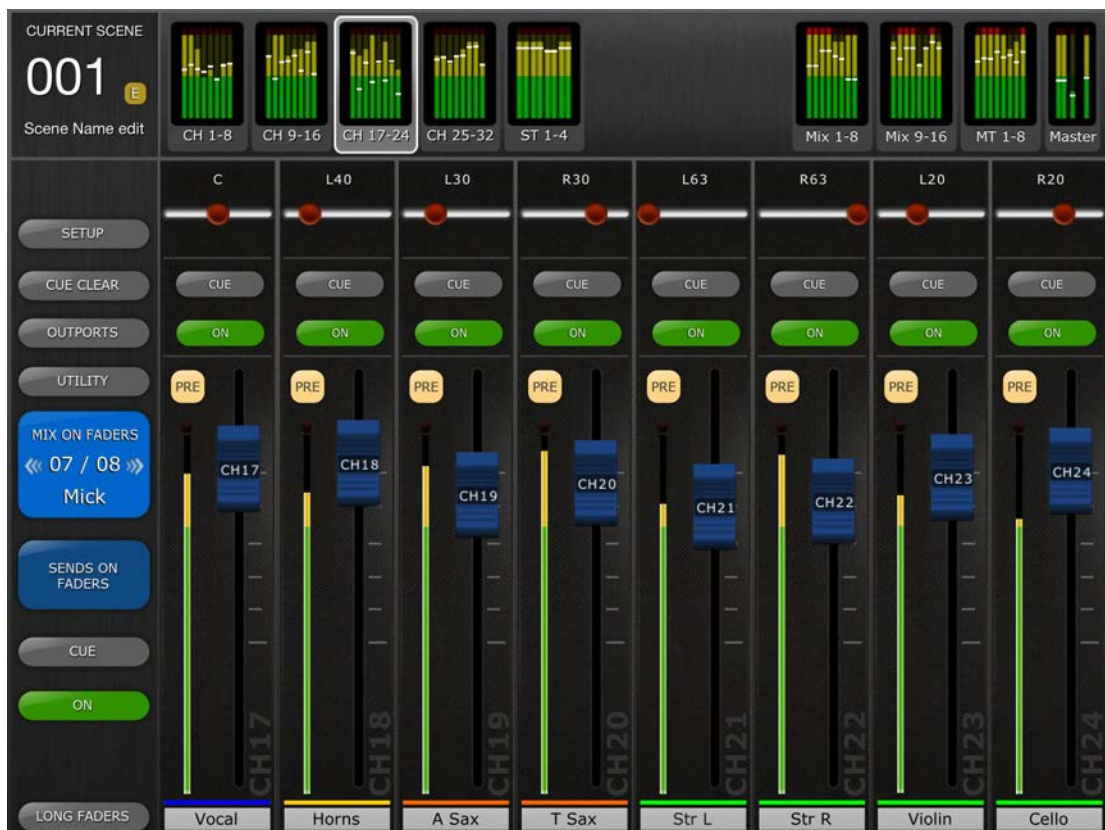 CURRENT SCENE
001 E
Scene Name edit
CH 1-8 CH 9-16 CH 17-24 CH 25-32 ST 1-4 Mix 1-8 Mix 9-16 MT 1-8 Master
C L40 L30 R30 L63 R63 L20 R20
SETUP
CUE CLEAR CUE CUE CUE CUE CUE CUE CUE CUE
OUTPORTS ON ON ON ON ON ON ON ON
UTILITY PRE PRE PRE PRE PRE PRE PRE PRE
MIX ON FADERS
07 / 08
Mick
CH17 CH18 CH19 CH20 CH21 CH22 CH23 CH24
SENDS ON
FADERS
CUE
ON
CH17 CH18 CH19 CH20 CH21 CH22 CH23 CH24
LONG FADERS Vocal Horns A Sax T Sax Str L Str R Violin Cello